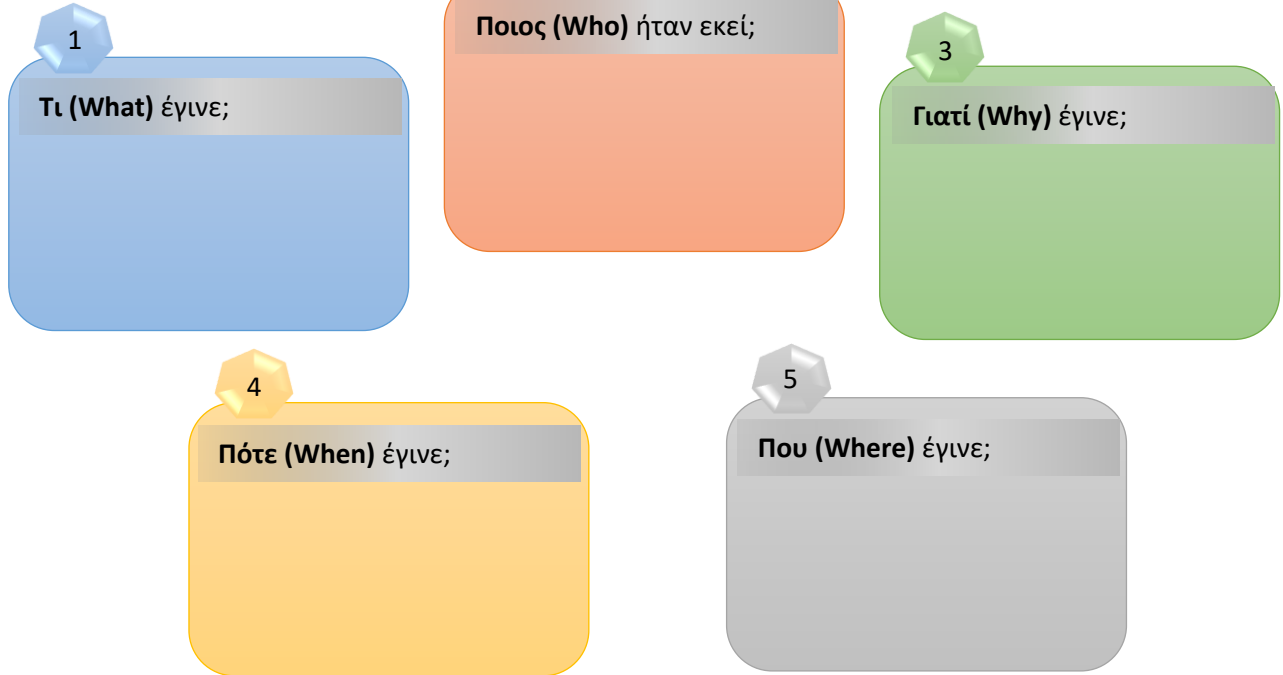 1
Τι (What) έγινε;
Ποιος (Who) ήταν εκεί;
3
Γιατί (Why) έγινε;
4
Πότε (When) έγινε;
5
Που (Where) έγινε;